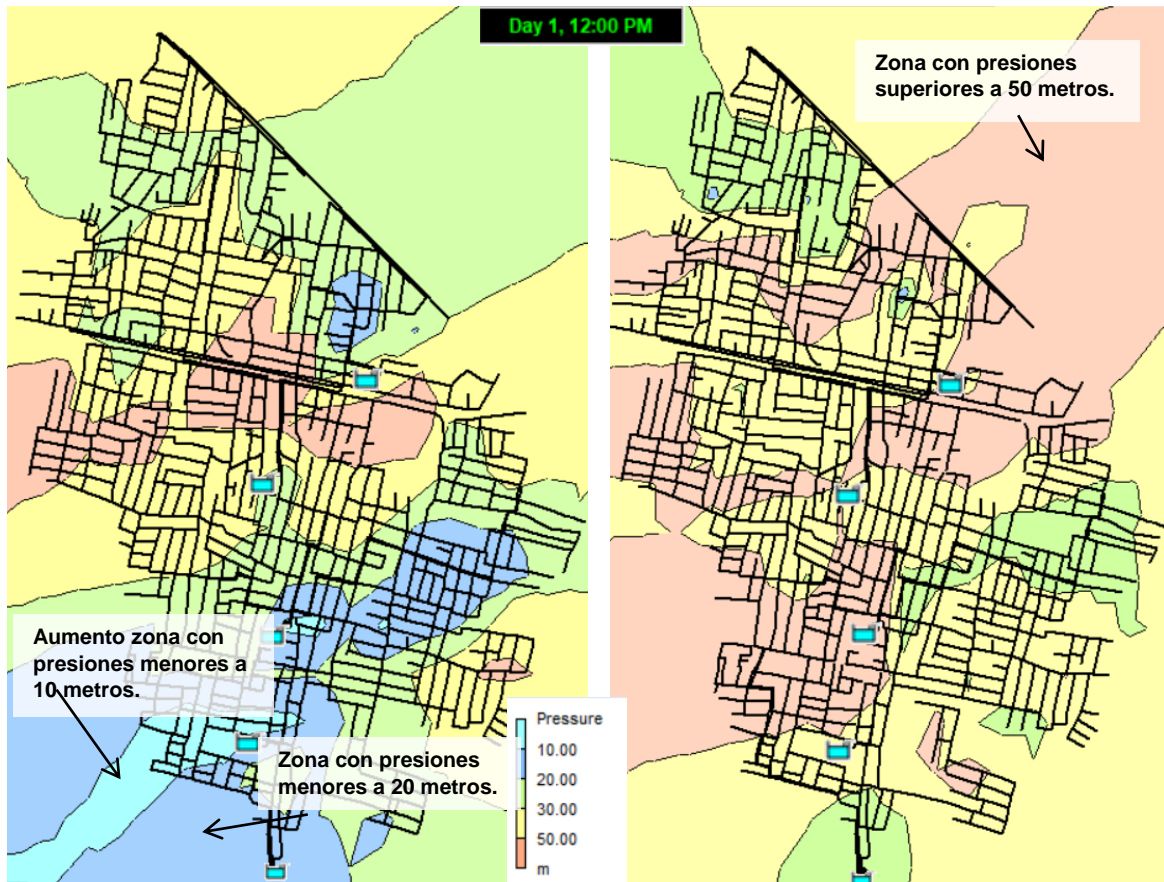 Day 1, 12:00 PM
Zona con presiones
superiores a 50 metros.
Aumento zona con
presiones menores a
10 metros.
Zona con presiones
menores a 20 metros.
Pressure
10.00
20.00
30.00
50.00
m